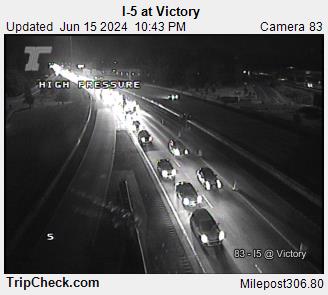 I-5 at Victory
Updated Jun 15 2024 10:43 PM Camera 83
HIGH PRESSURE
S
83 - I5 @ Victory
TripCheck.com Milepost306.80